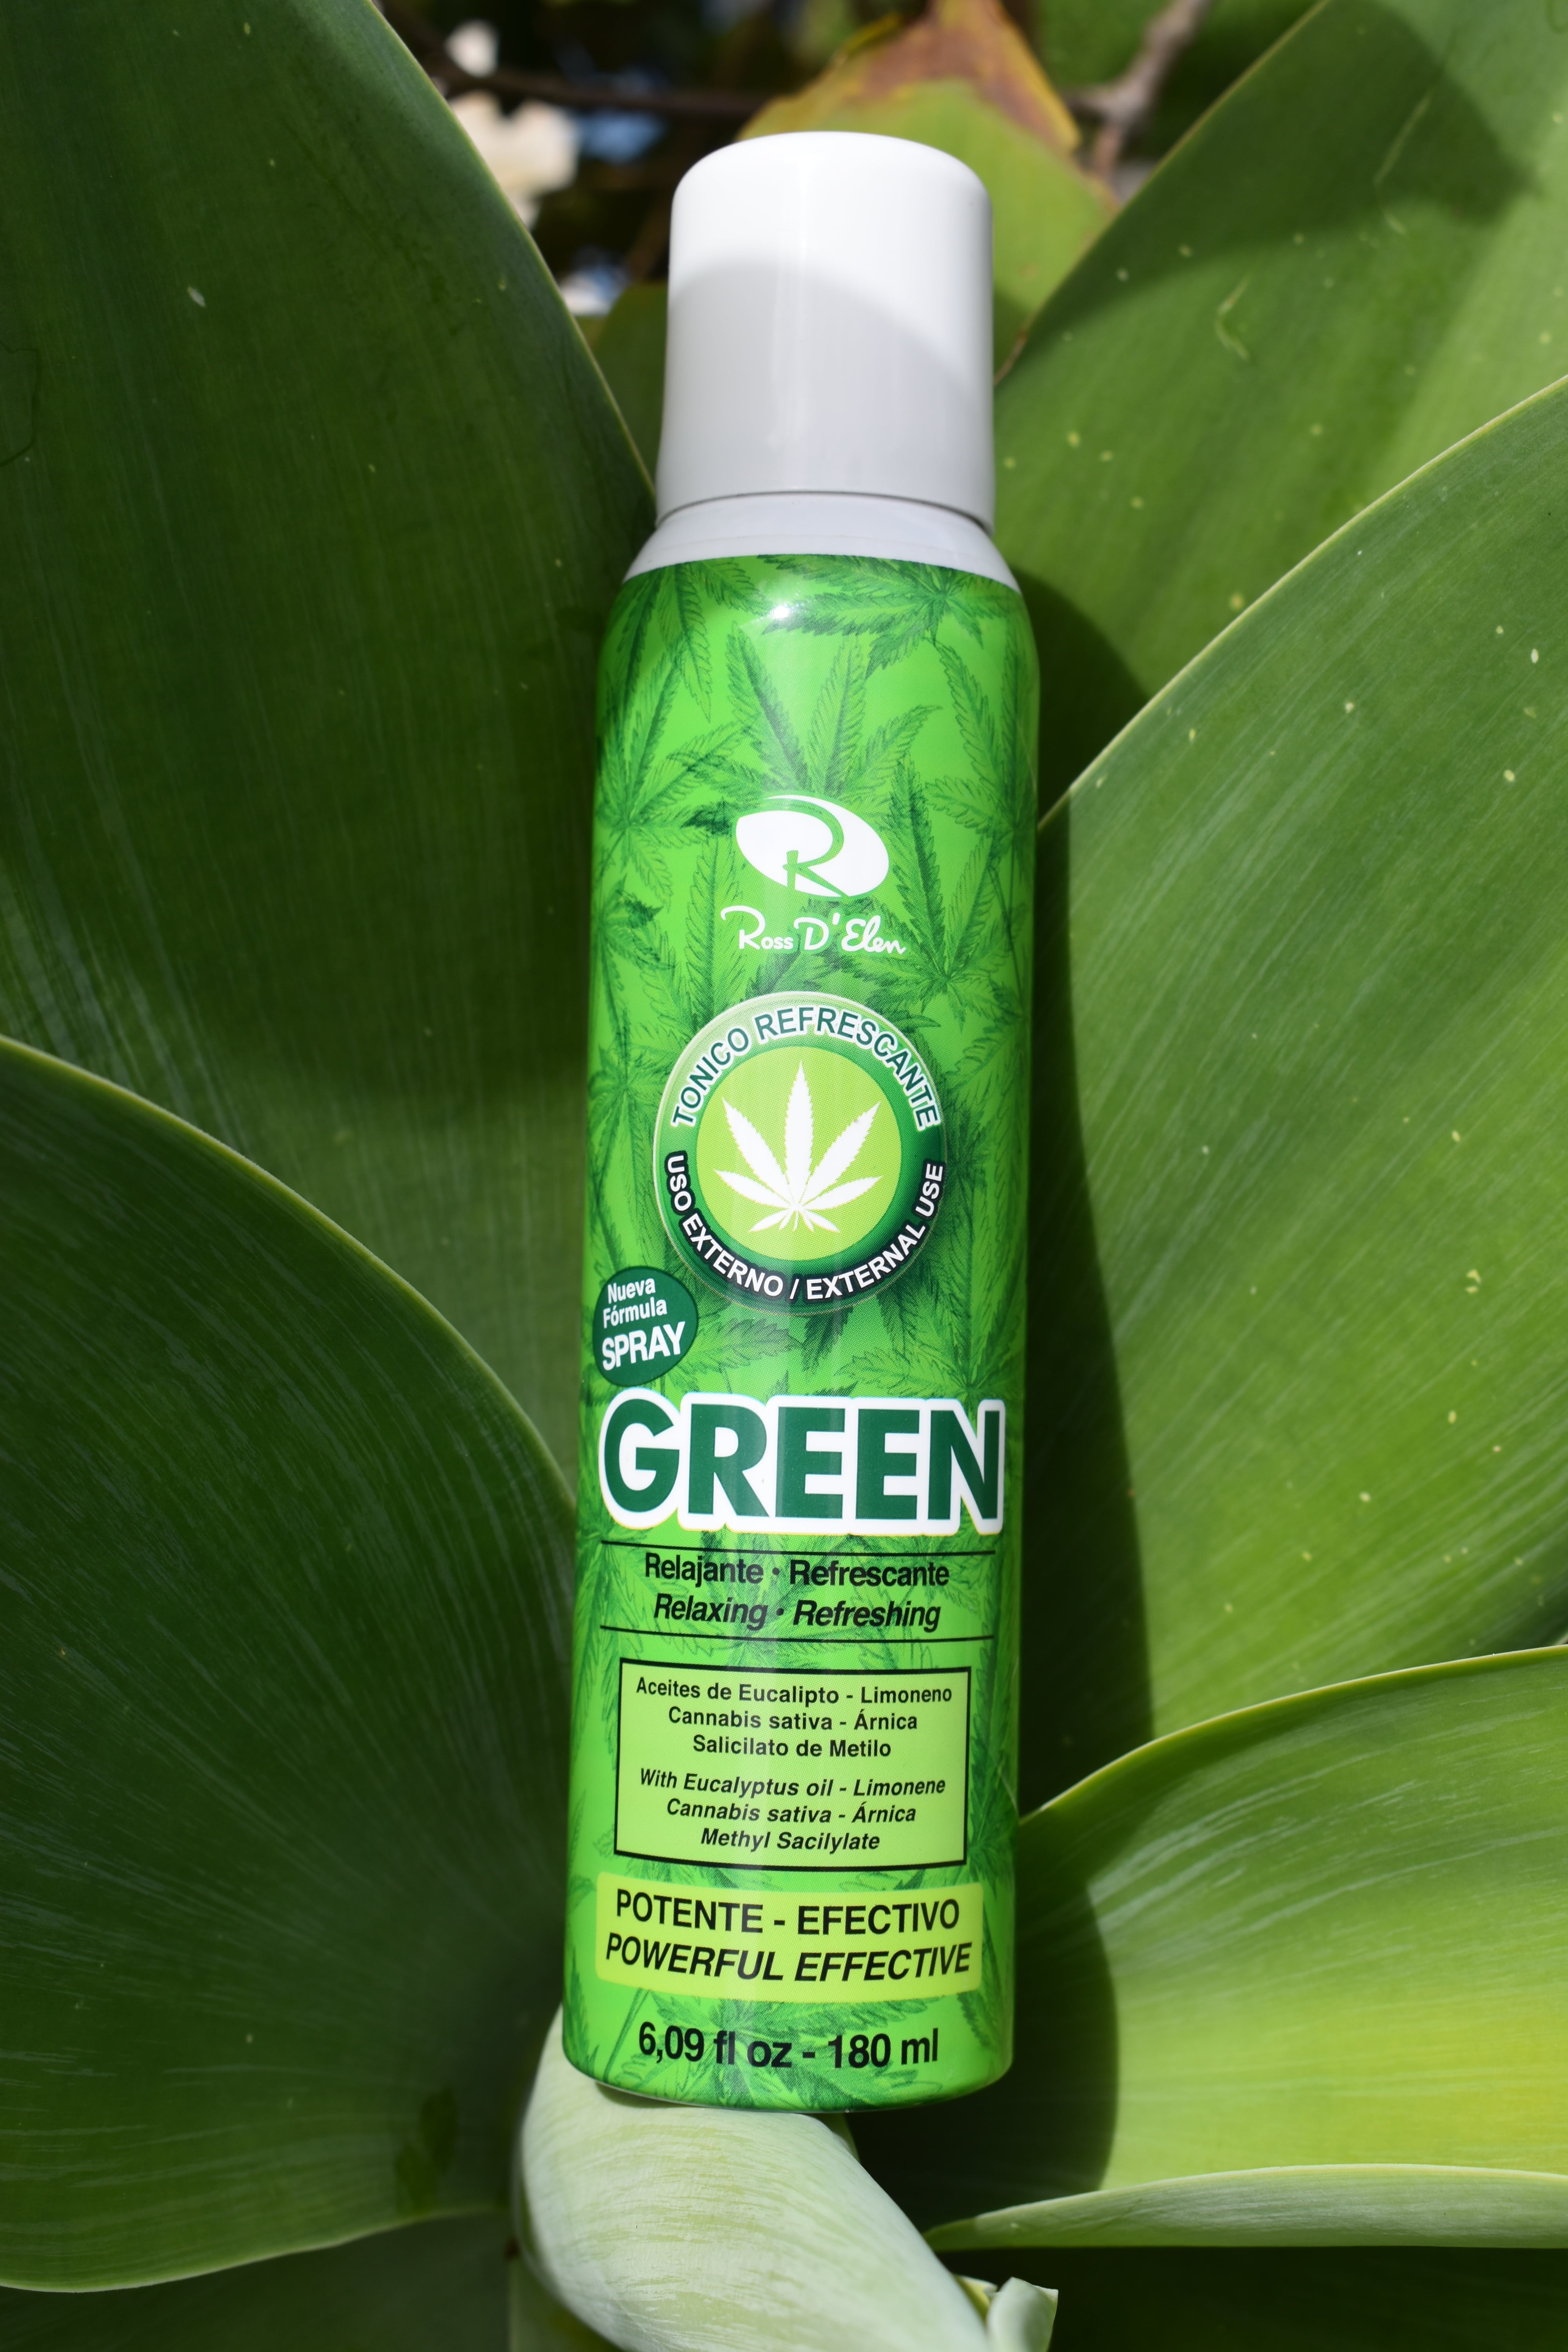 R
Ross D'Elen
TONICO REFRESCANTE
USO EXTERNO / EXTERNAL USE
Nueva
Fórmula
SPRAY
GREEN
Relajante • Refrescante
Relaxing • Refreshing
Aceites de Eucalipto - Limoneno
Cannabis sativa - Árnica
Salicilato de Metilo
With Eucalyptus oil - Limonene
Cannabis sativa - Árnica
Methyl Sacilylate
POTENTE - EFECTIVO
POWERFUL EFFECTIVE
6,09 fl oz - 180 ml